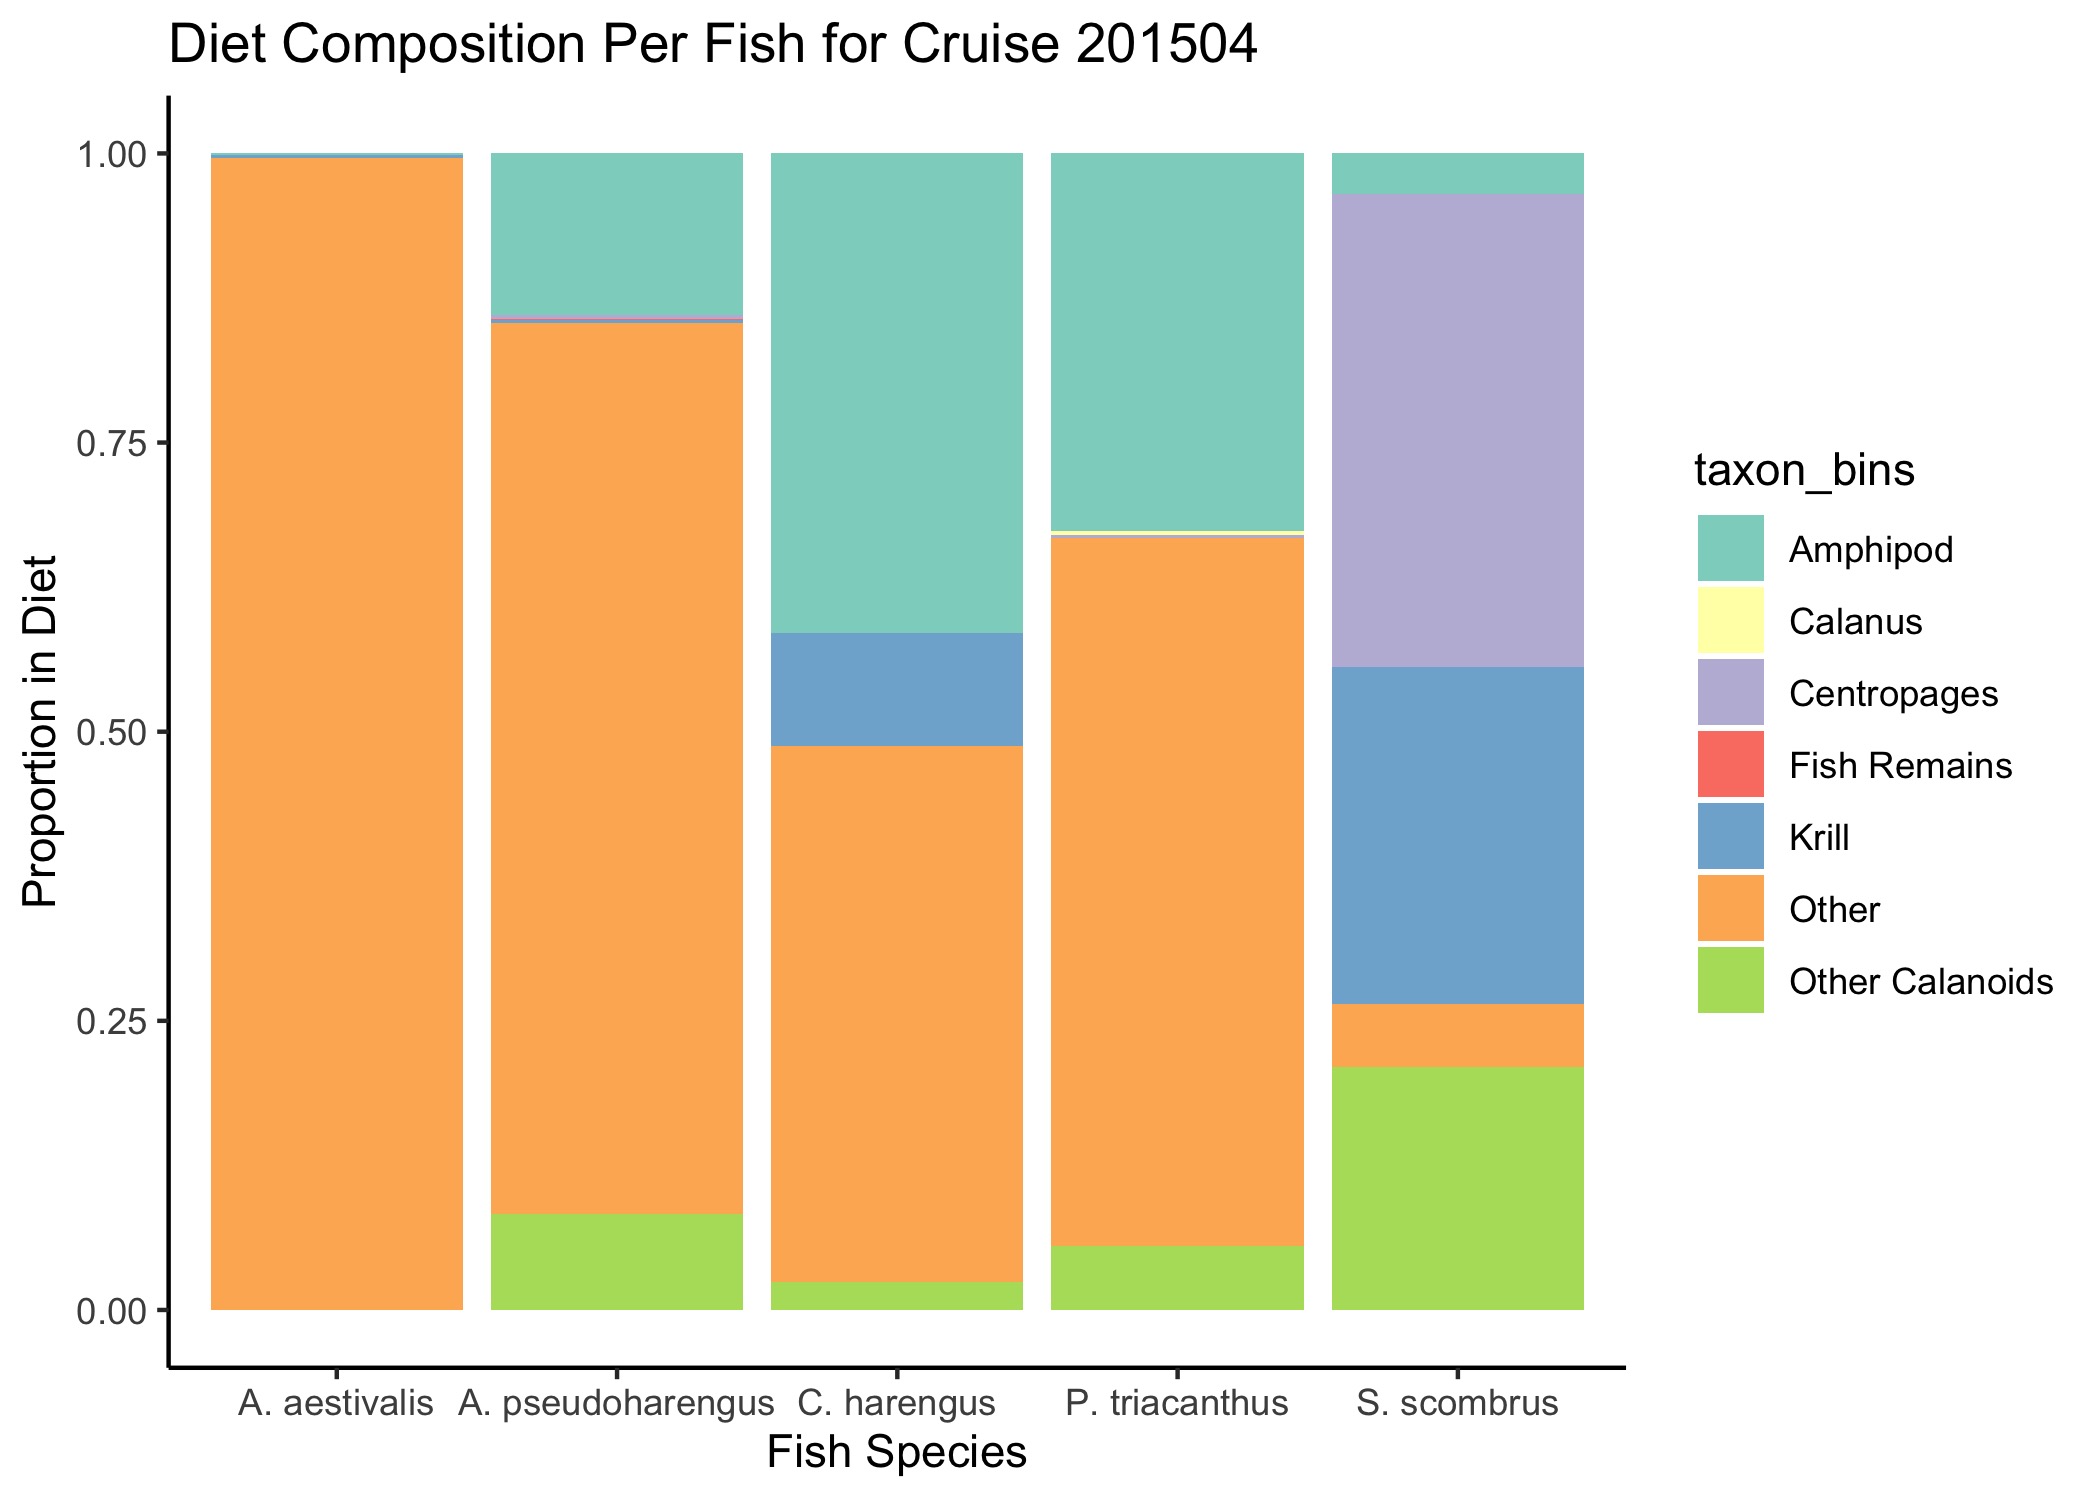 Diet Composition Per Fish for Cruise 201504
Proportion in Diet
1.00
0.75
0.50
0.25
0.00
A. aestivalis
A. pseudoharengus
C. harengus
P. triacanthus
S. scombrus
Fish Species
taxon_bins
Amphipod
Calanus
Centropages
Fish Remains
Krill
Other
Other Calanoids